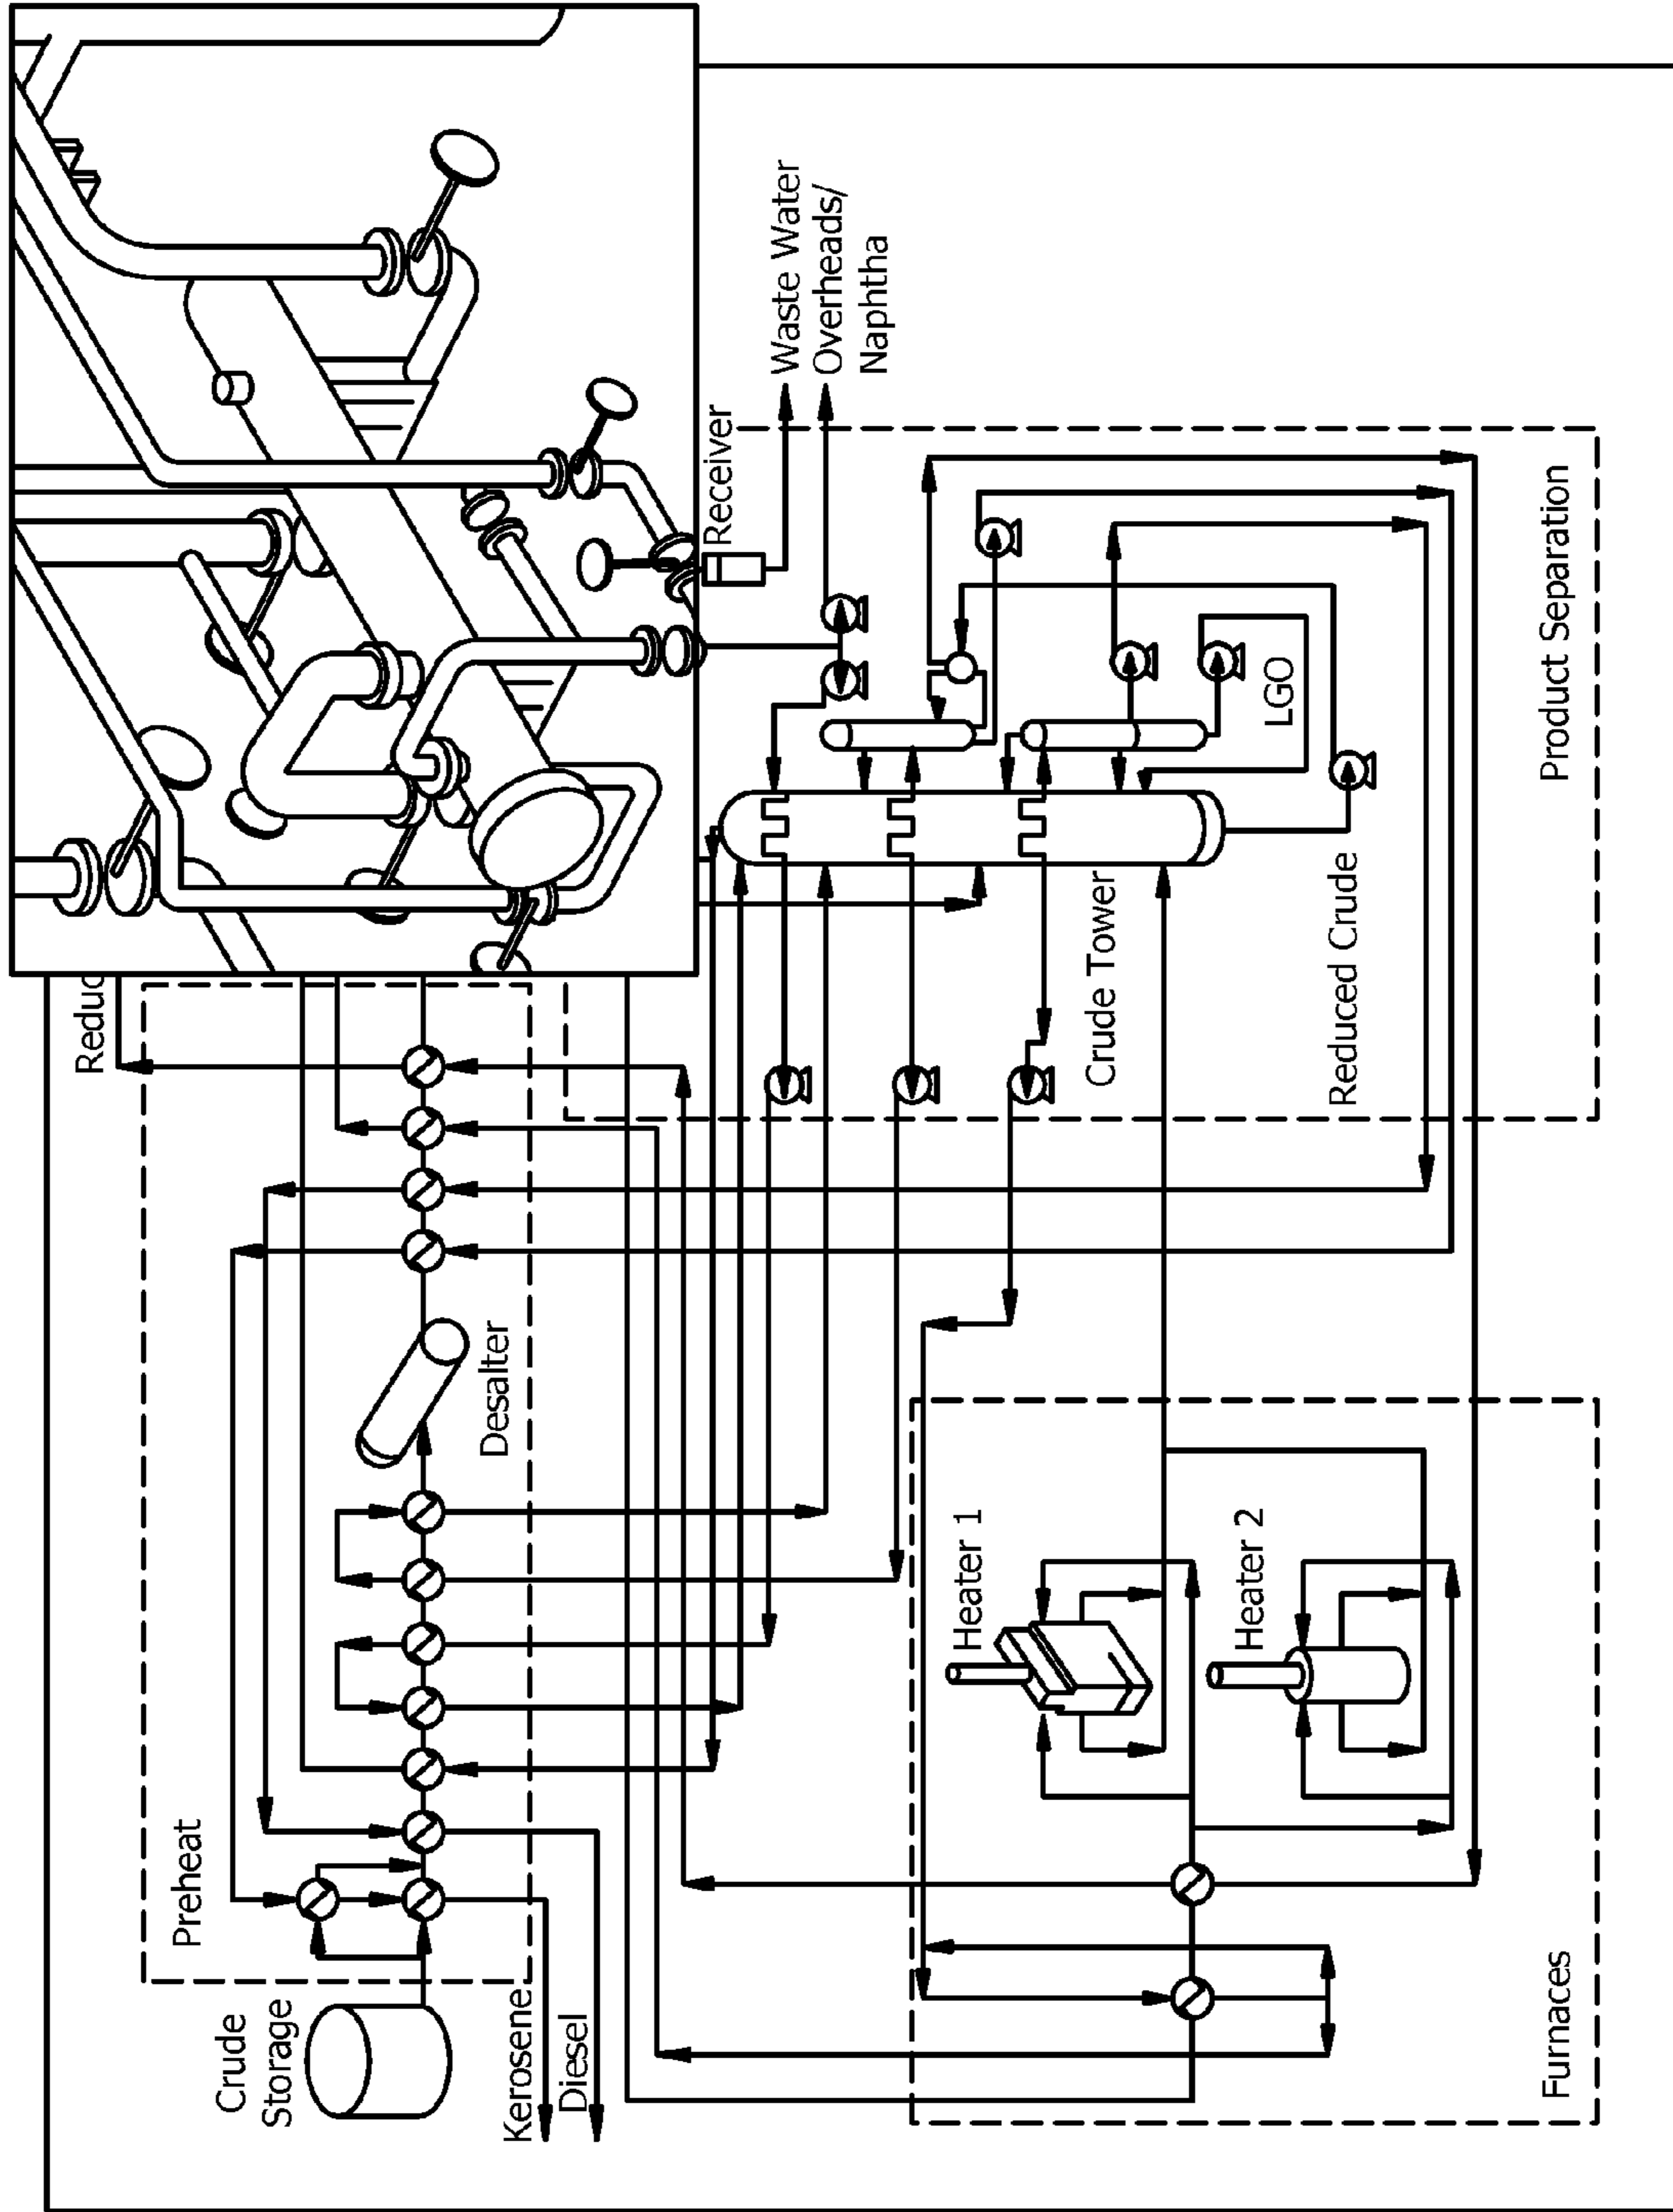 Crude
Storage
Preheat
Desalter
Reduc
Kerosene
Diesel
Receiver
Waste Water
Overheads/
Naphtha
Heater 1
Heater 2
Furnaces
Crude Tower
LGO
Reduced Crude
Product Separation